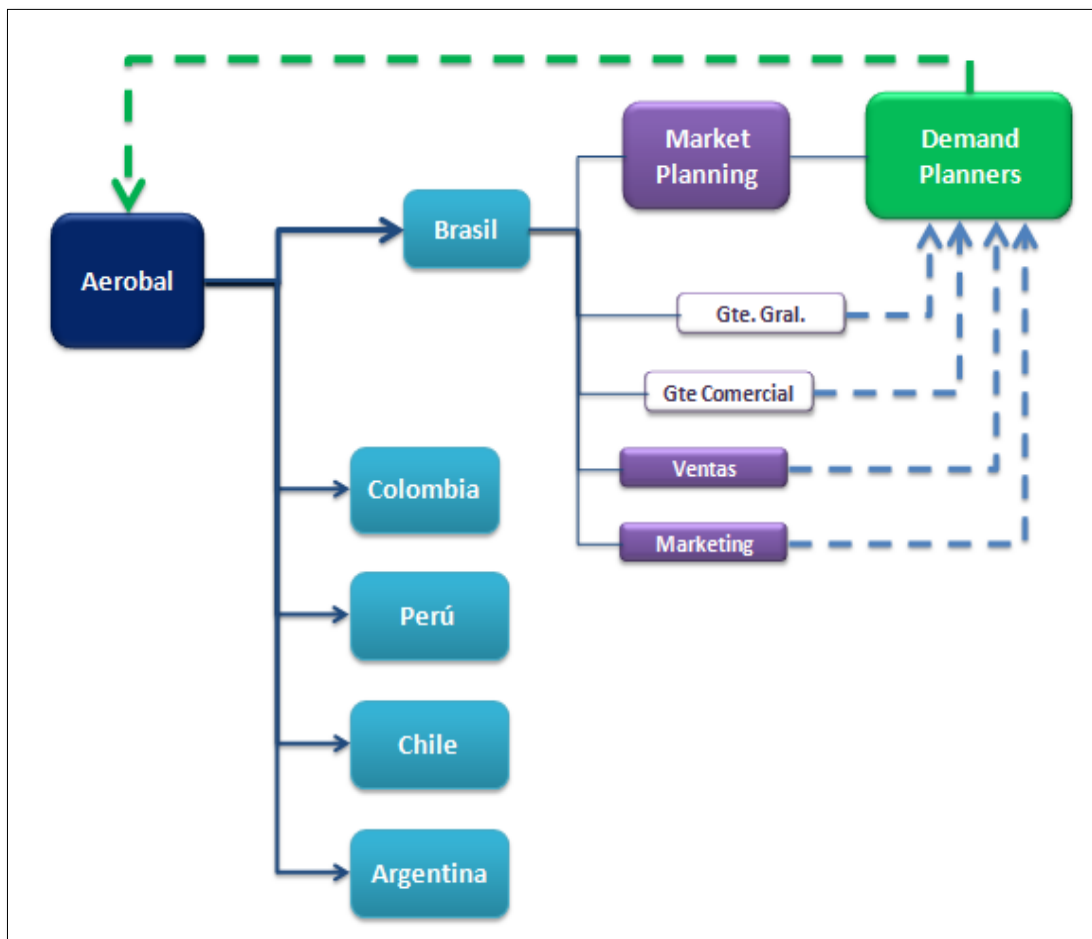 Market
Planning
Demand
Planners
Brasil
Aerobal
Gte. Gral.
Gte Comercial
Ventas
Colombia
Marketing
Perú
Chile
Argentina